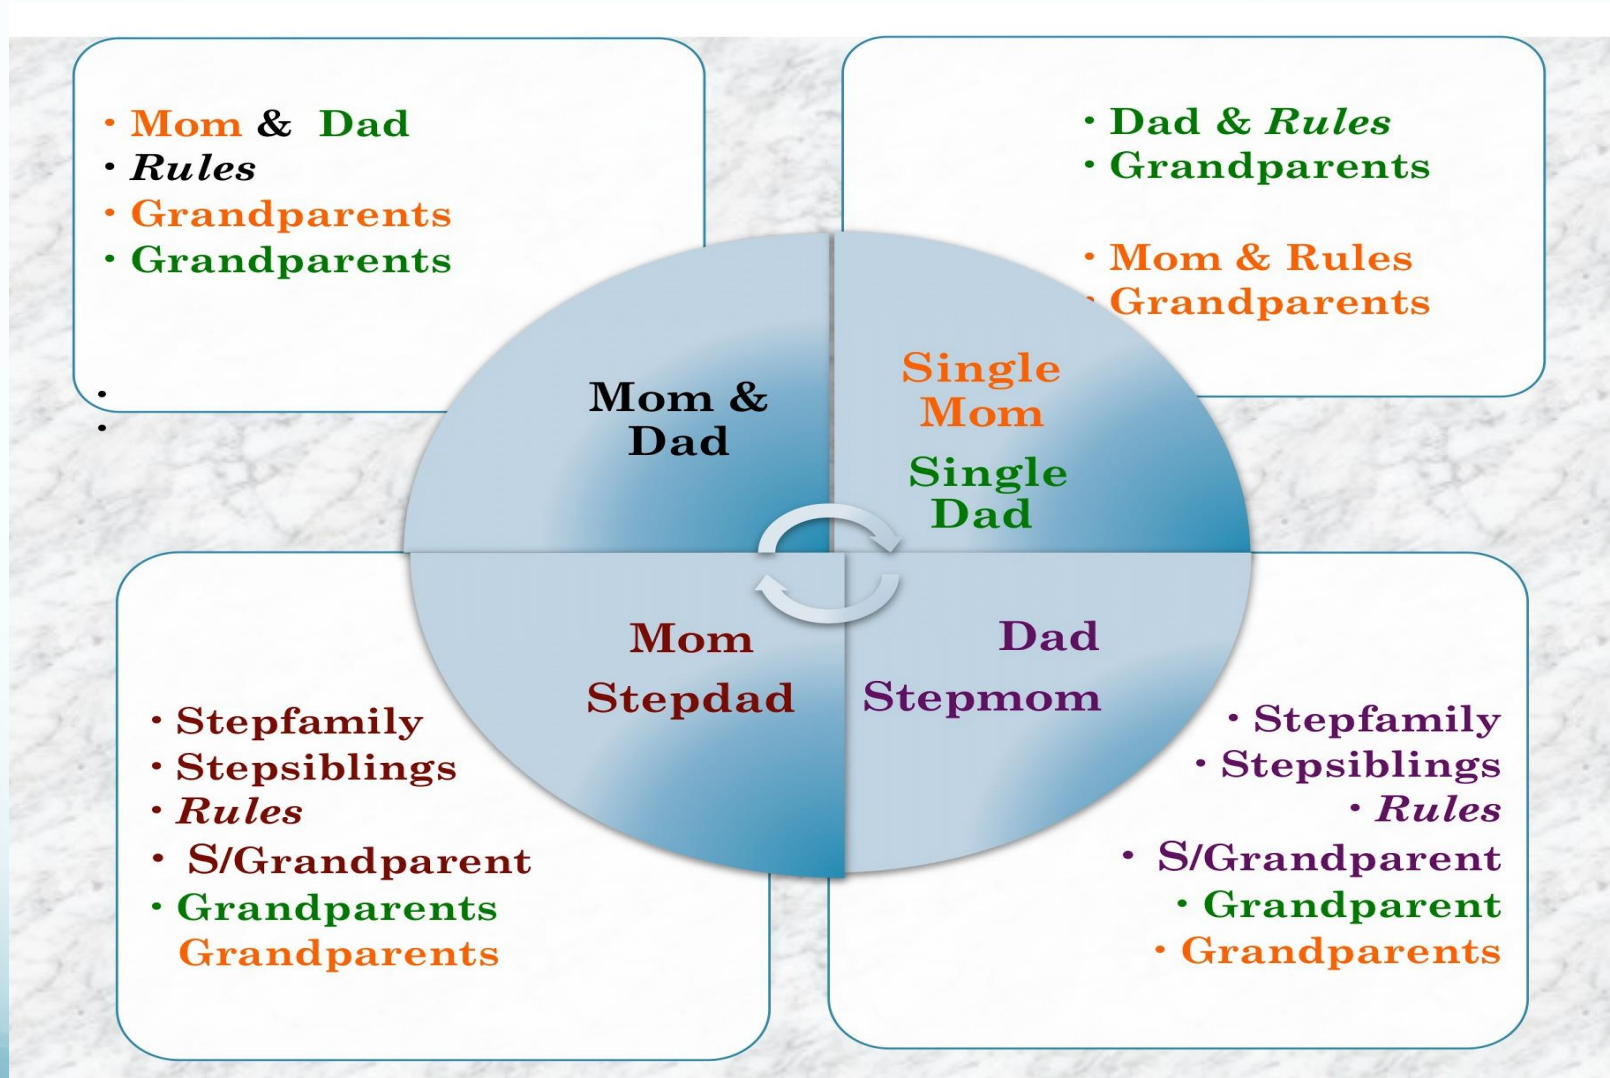 • Mom & Dad
• Rules
• Grandparents
• Grandparents
•
•
• Dad & Rules
• Grandparents
• Mom & Rules
• Grandparents
Mom &
Dad
Single
Mom
Single
Dad
Mom
Stepdad
Dad
Stepmom
• Stepfamily
• Stepsiblings
• Rules
• S/Grandparent
• Grandparents
Grandparents
• Stepfamily
• Stepsiblings
• Rules
• S/Grandparent
• Grandparent
• Grandparents